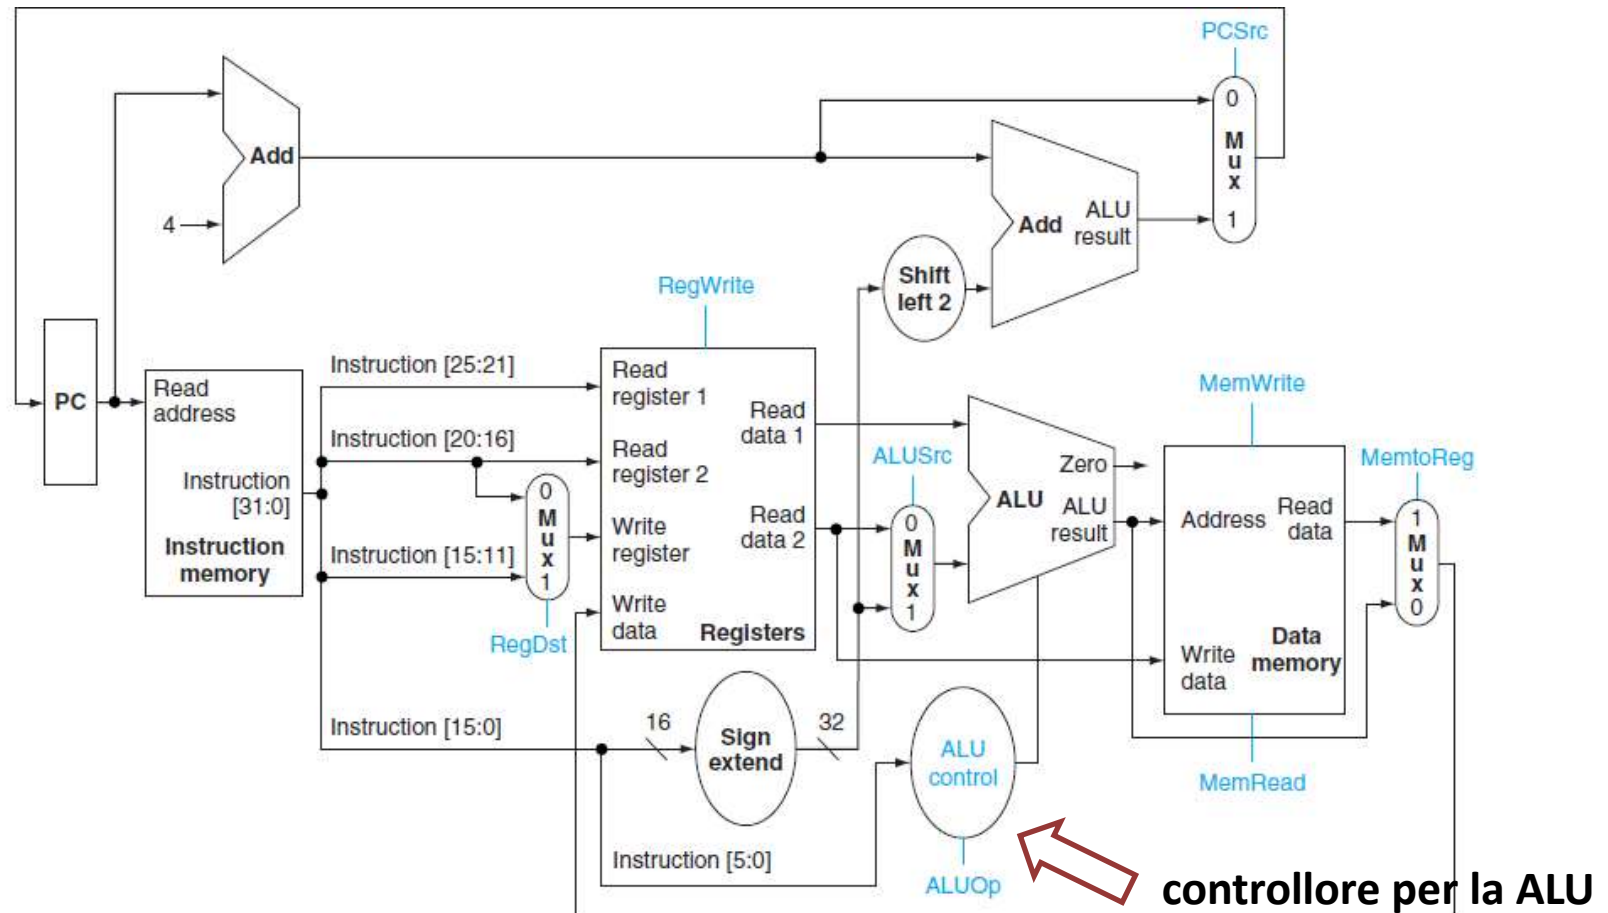 PCSrc
0
M
u
x
1
Add
4
Add
ALU
result
Shift
left 2
RegWrite
PC
Read
address
Instruction
[31:0]
Instruction
memory
Instruction [25:21]
Instruction [20:16]
Instruction [15:11]
0
M
u
x
1
RegDst
Read
register 1
Read
register 2
Write
register
Write
data
Read
data 1
Read
data 2
Registers
ALUSrc
0
M
u
x
1
Zero
ALU
ALU
result
MemWrite
Address
Read
data
Write
data
Data
memory
MemRead
MemtoReg
1
M
u
x
0
Instruction [15:0]
16
Sign
extend
32
ALU
control
Instruction [5:0]
ALUOp
controllore per la ALU